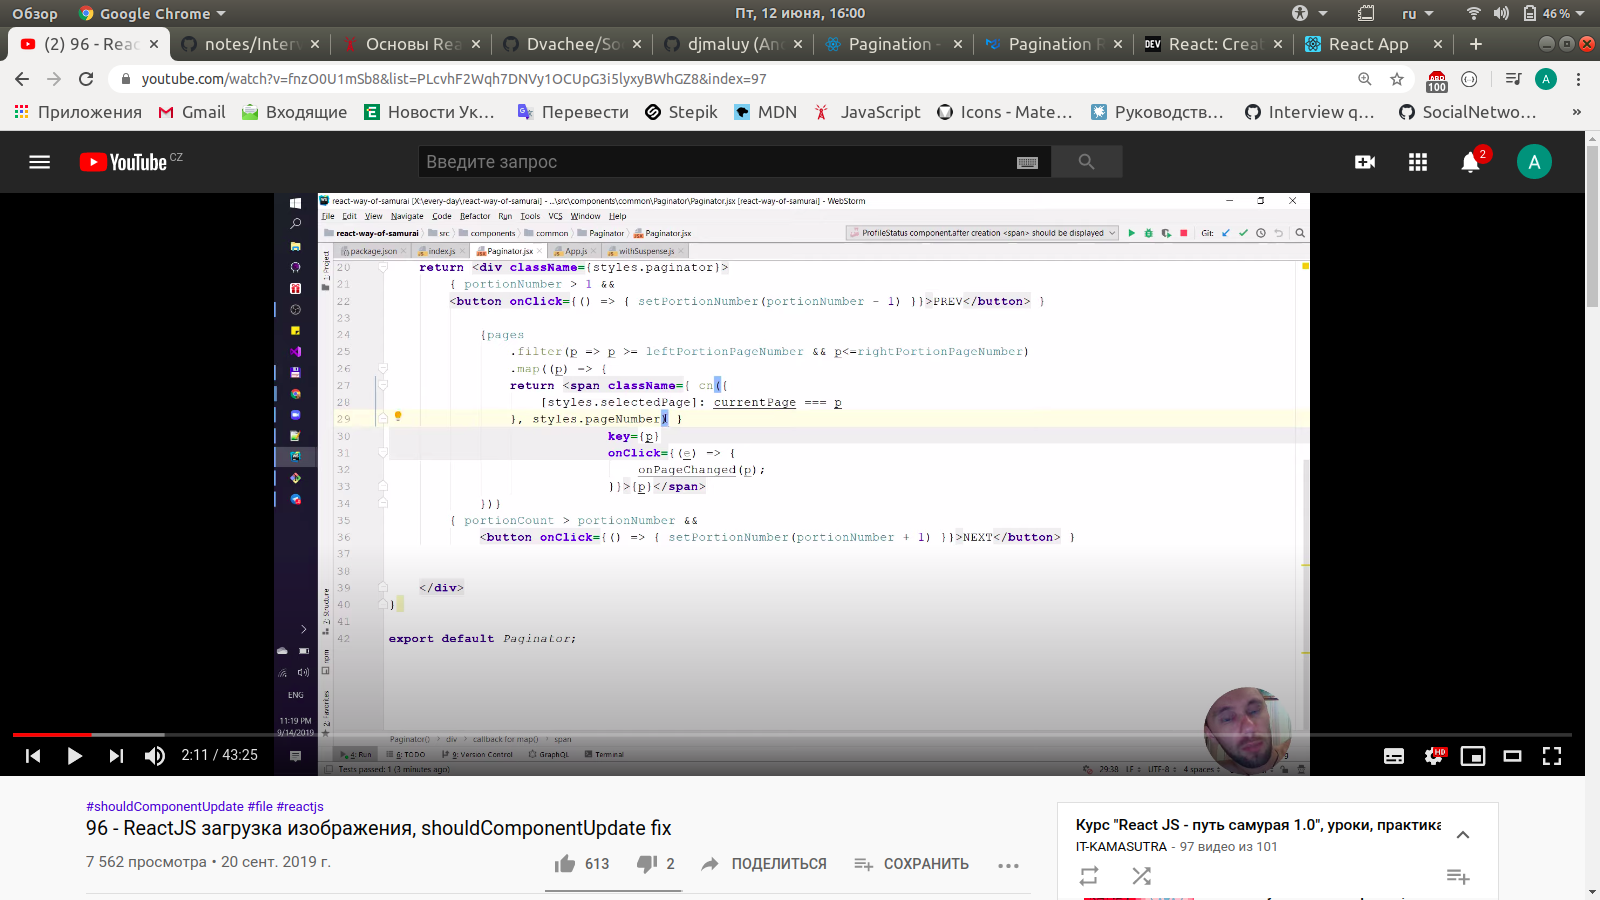 Обзор
Google Chrome
Пт, 12 июня, 16:00
ru
46 %
(2) 96 - Reac
notes/Interv
Основы Rea
Dvachee/So
djmaluy (An
Pagination -
Pagination R
DEV React: Creat
React App
youtube.com/watch?v=fnzO0U1mSb8&list=PLcvhF2Wqh7DNVy1OCUpG3i5lyxyBWhGZ8&index=97
ABP
100
A
Приложения
Gmail
Входящие
Новости Ук...
Перевести
Stepik
MDN
JavaScript
Icons - Mate...
Руководств...
Interview q...
SocialNetwo...
»
YouTube CZ
Введите запрос
2
A
react-way-of-samurai [X:\every-day\react-way-of-samurai] - ...\src\components\common\Paginator\Paginator.jsx [react-way-of-samurai] - WebStorm
File Edit View Navigate Code Refactor Run Tools VCS Window Help
react-way-of-samurai src components common Paginator Paginator.jsx
ProfileStatus component.after creation <span> should be displayed
Git:
package.json index.js Paginator.jsx App.js withSuspense.js
1: Project
20 return <div className={styles.paginator}>
21 { portionNumber > 1 &&
22 <button onClick={() => { setPortionNumber(portionNumber - 1) }}>PREV</button> }
23
24 {pages
25 .filter(p => p >= leftPortionPageNumber && p<=rightPortionPageNumber)
26 .map((p) => {
27 return <span className={ cn({
28 [styles.selectedPage]: currentPage === p
29 }, styles.pageNumber) }
30 key={p}
31 onClick={(e) => {
32 onPageChanged(p);
33 }}>{p}</span>
34 })}
35 { portionCount > portionNumber &&
36 <button onClick={() => { setPortionNumber(portionNumber + 1) }}>NEXT</button> }
37
38
39 </div>
40 }
41
42 export default Paginator;
Structure
npm
2: Favorites
ENG
11:19 PM
9/14/2019
Paginator() div callback for map() span
4: Run 6: TODO 9: Version Control GraphQL Terminal
Tests passed: 1 (3 minutes ago)
29:38 LF UTF-8 4 spaces
2:11 / 43:25
HD
#shouldComponentUpdate #file #reactjs
96 - ReactJS загрузка изображения, shouldComponentUpdate fix
7 562 просмотра • 20 сент. 2019 г.
613
2
ПОДЕЛИТЬСЯ
СОХРАНИТЬ
Курс "React JS - путь самурая 1.0", уроки, практика
IT-KAMASUTRA - 97 видео из 101